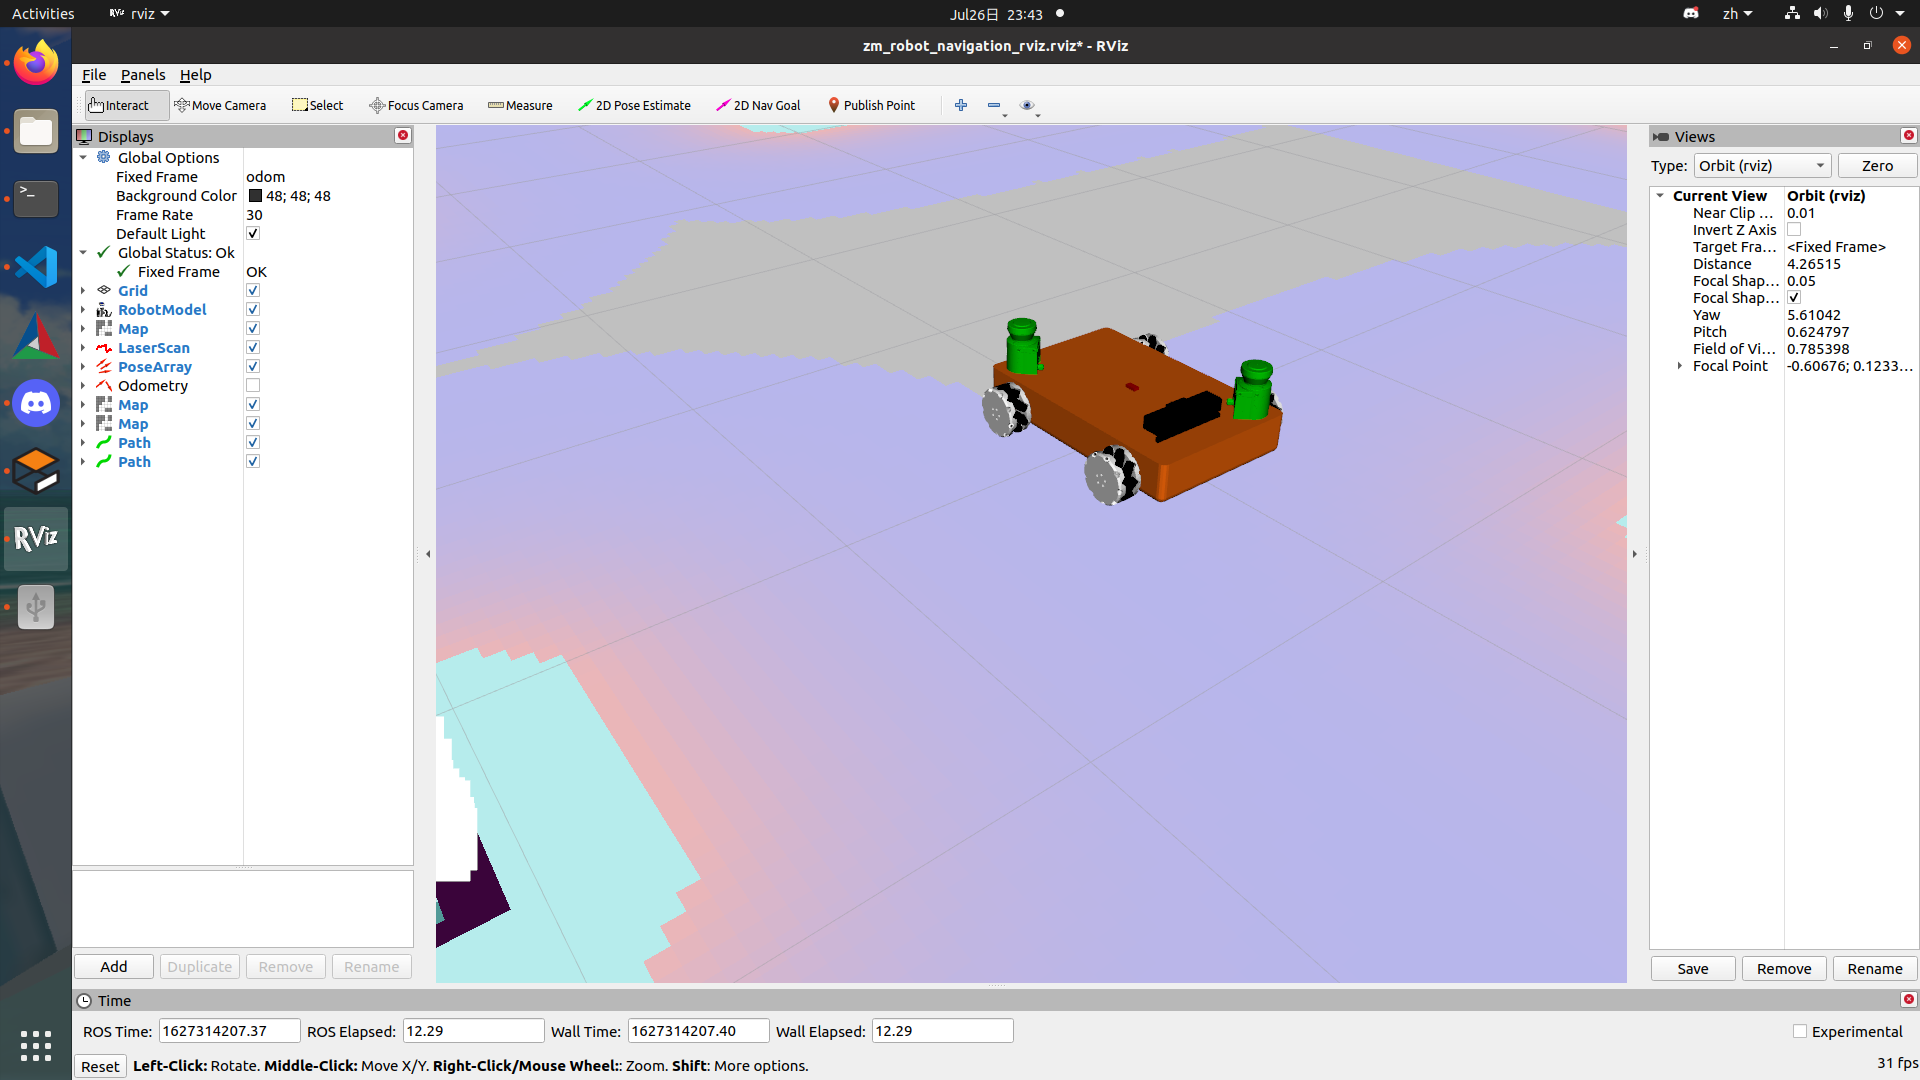 Activities rviz Jul26日 23:43 zh
zm_robot_navigation_rviz.rviz* - RViz
File Panels Help
Interact Move Camera Select Focus Camera Measure 2D Pose Estimate 2D Nav Goal Publish Point
Displays
Global Options
Fixed Frame odom
Background Color 48; 48; 48
Frame Rate 30
Default Light
Global Status: Ok
Fixed Frame OK
Grid
RobotModel
Map
LaserScan
PoseArray
Odometry
Map
Map
Path
Path
Add Duplicate Remove Rename
Views
Type: Orbit (rviz) Zero
Current View Orbit (rviz)
Near Clip ... 0.01
Invert Z Axis
Target Fra... <Fixed Frame>
Distance 4.26515
Focal Shap... 0.05
Focal Shap...
Yaw 5.61042
Pitch 0.624797
Field of Vi... 0.785398
Focal Point -0.60676; 0.1233...
Save Remove Rename
Time
ROS Time: 1627314207.37 ROS Elapsed: 12.29 Wall Time: 1627314207.40 Wall Elapsed: 12.29 Experimental
Reset Left-Click: Rotate. Middle-Click: Move X/Y. Right-Click/Mouse Wheel:: Zoom. Shift: More options. 31 fps
RViz